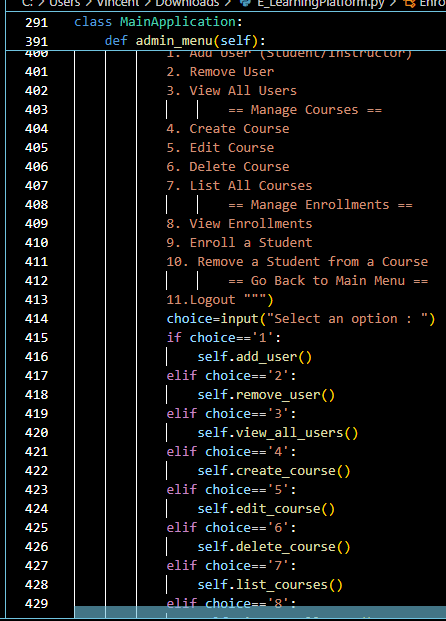 C: > Users > Vincent > Downloads > E_LearningPlatform.py > Enro
291 class MainApplication:
391 def admin_menu(self):
400 1. Add User (Student/Instructor)
401 2. Remove User
402 3. View All Users
403 == Manage Courses ==
404 4. Create Course
405 5. Edit Course
406 6. Delete Course
407 7. List All Courses
408 == Manage Enrollments ==
409 8. View Enrollments
410 9. Enroll a Student
411 10. Remove a Student from a Course
412 == Go Back to Main Menu ==
413 11.Logout """)
414 choice=input("Select an option : ")
415 if choice=='1':
416 self.add_user()
417 elif choice=='2':
418 self.remove_user()
419 elif choice=='3':
420 self.view_all_users()
421 elif choice=='4':
422 self.create_course()
423 elif choice=='5':
424 self.edit_course()
425 elif choice=='6':
426 self.delete_course()
427 elif choice=='7':
428 self.list_courses()
429 elif choice=='8':